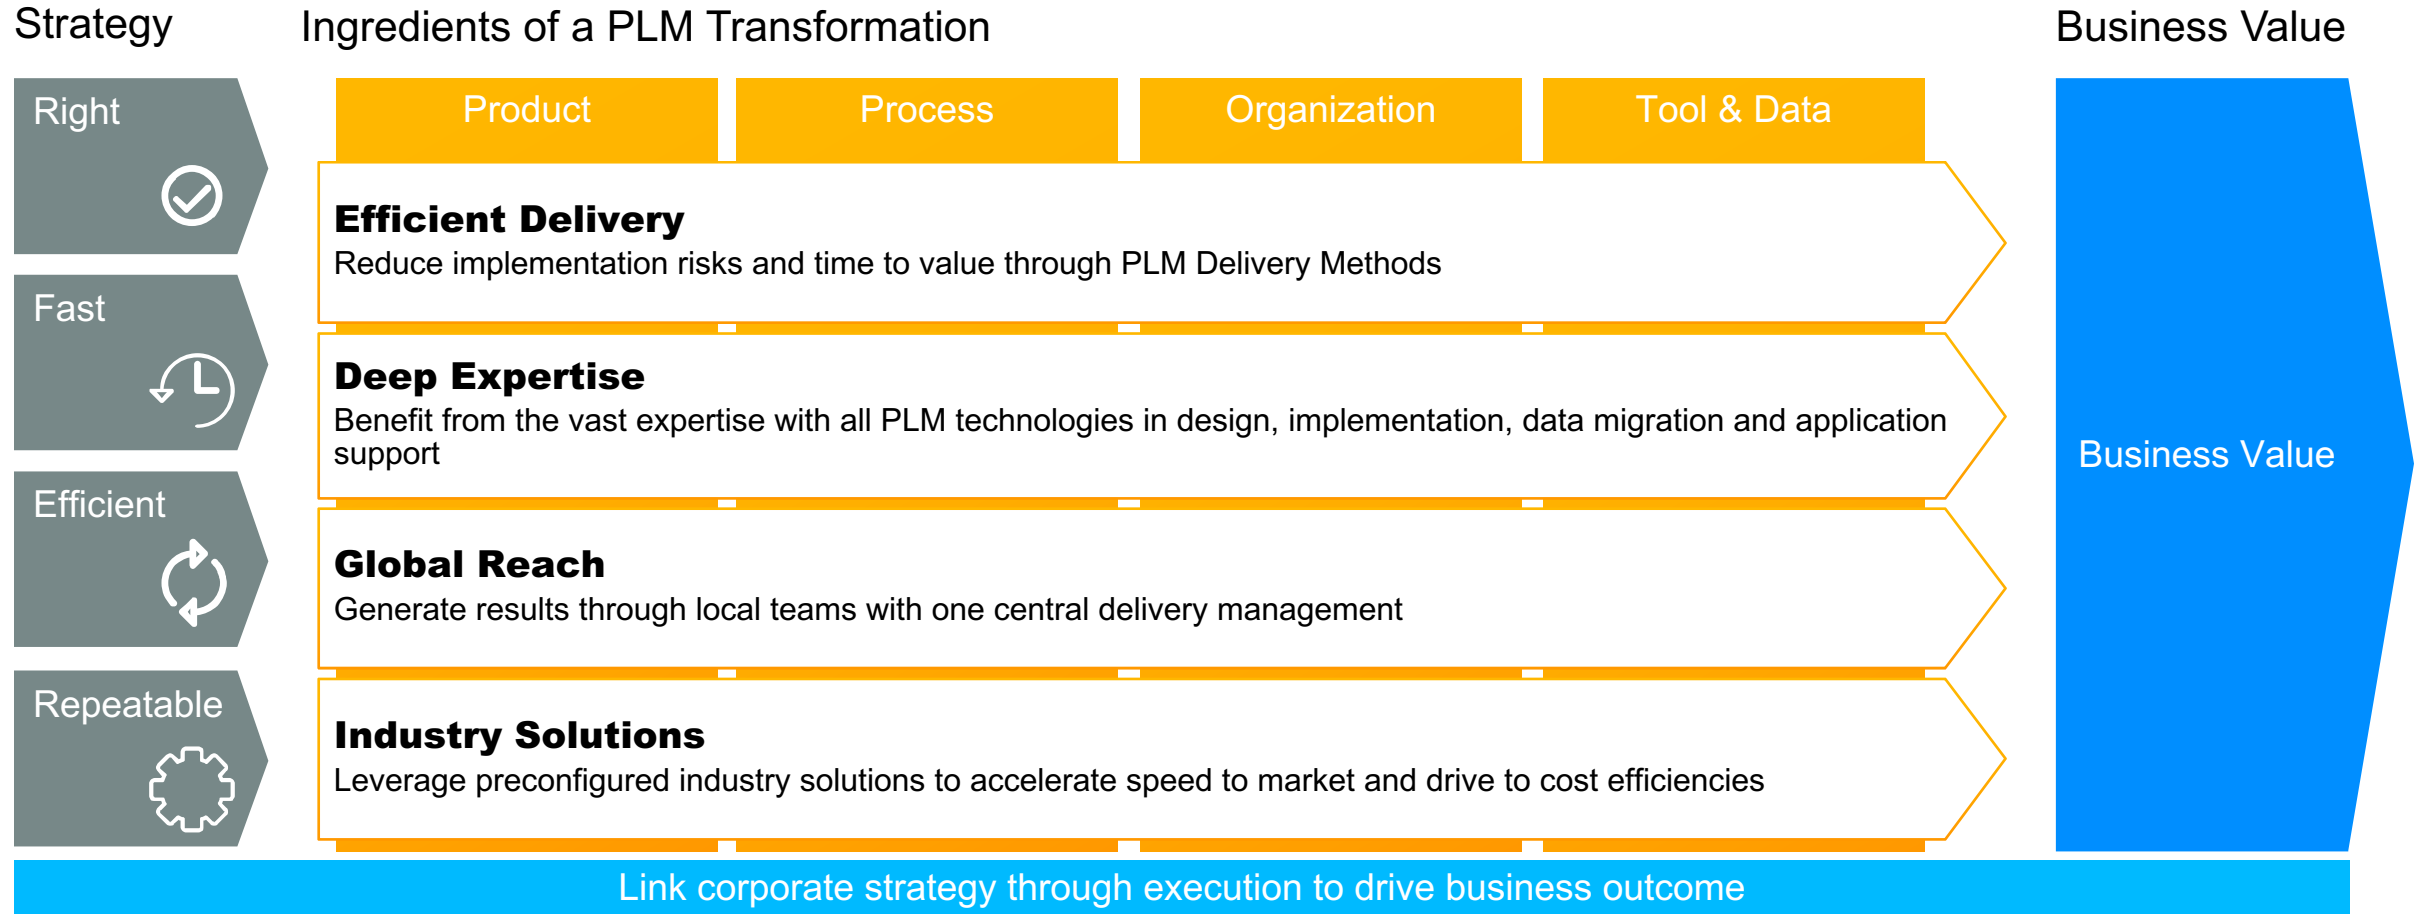 Strategy
Ingredients of a PLM Transformation
Business Value
Right
Fast
Efficient
Repeatable
Product
Process
Organization
Tool & Data
Efficient Delivery
Reduce implementation risks and time to value through PLM Delivery Methods
Deep Expertise
Benefit from the vast expertise with all PLM technologies in design, implementation, data migration and application
support
Global Reach
Generate results through local teams with one central delivery management
Industry Solutions
Leverage preconfigured industry solutions to accelerate speed to market and drive to cost efficiencies
Business Value
Link corporate strategy through execution to drive business outcome